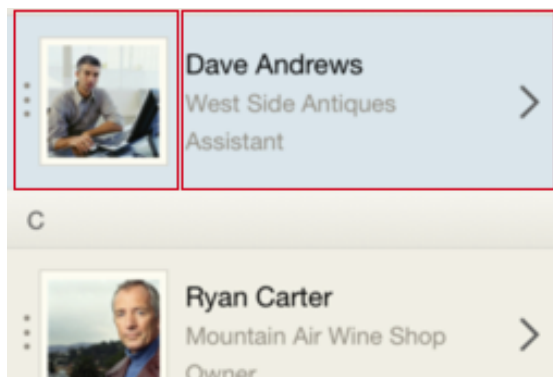 Dave Andrews
West Side Antiques
Assistant
C
Ryan Carter
Mountain Air Wine Shop
Owner